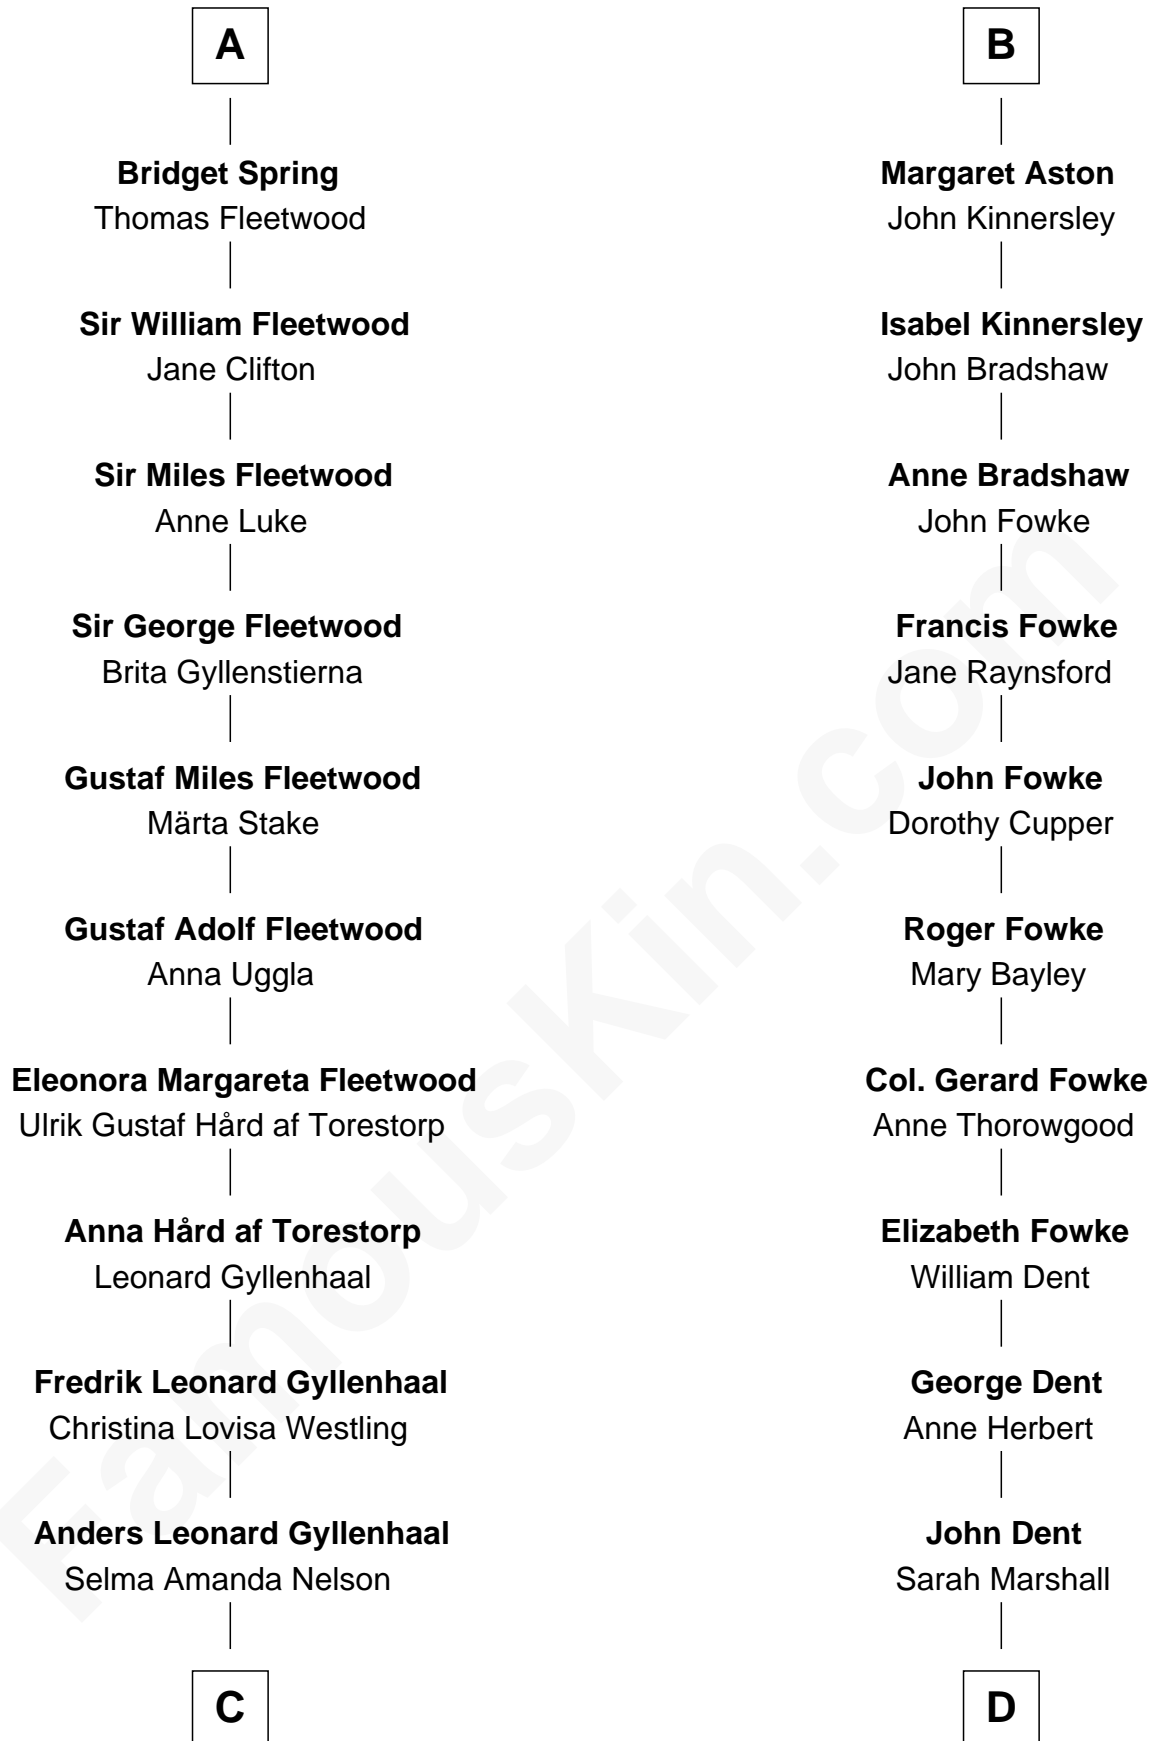 A
Bridget Spring
Thomas Fleetwood
Sir William Fleetwood
Jane Clifton
Sir Miles Fleetwood
Anne Luke
Sir George Fleetwood
Brita Gyllenstierna
Gustaf Miles Fleetwood
Märta Stake
Gustaf Adolf Fleetwood
Anna Uggla
Eleonora Margareta Fleetwood
Ulrik Gustaf Hård af Torestorp
Anna Hård af Torestorp
Leonard Gyllenhaal
Fredrik Leonard Gyllenhaal
Christina Lovisa Westling
Anders Leonard Gyllenhaal
Selma Amanda Nelson
C
B
Margaret Aston
John Kinnersley
Isabel Kinnersley
John Bradshaw
Anne Bradshaw
John Fowke
Francis Fowke
Jane Raynsford
John Fowke
Dorothy Cupper
Roger Fowke
Mary Bayley
Col. Gerard Fowke
Anne Thorowgood
Elizabeth Fowke
William Dent
George Dent
Anne Herbert
John Dent
Sarah Marshall
D
FamousKin.com